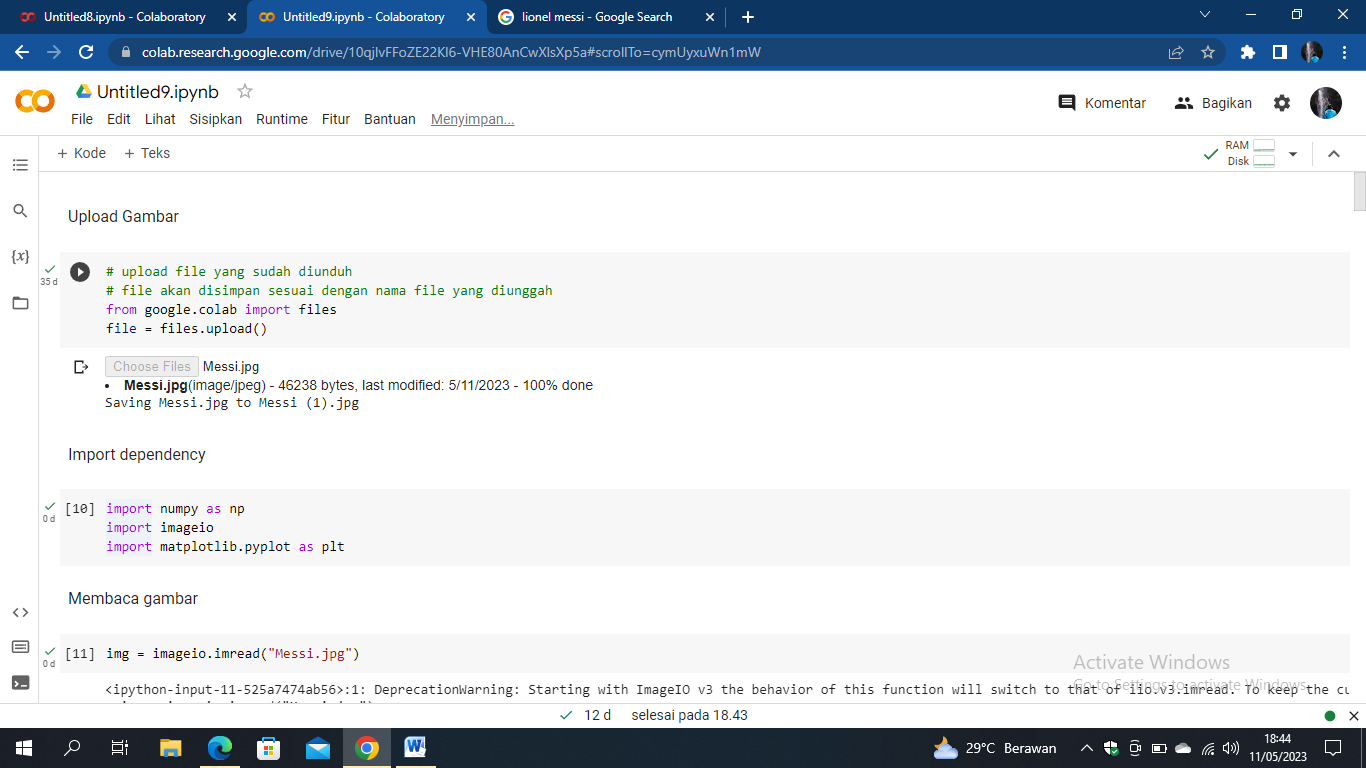 Untitled8.ipynb - Colaboratory
Untitled9.ipynb - Colaboratory
lionel messi - Google Search
colab.research.google.com/drive/10qjlvFFoZE22Kl6-VHE80AnCwXlsXp5a#scrollTo=cymUyxuWn1mW
CO
Untitled9.ipynb
Komentar
Bagikan
File Edit Lihat Sisipkan Runtime Fitur Bantuan Menyimpan...
+ Kode + Teks
RAM
Disk
Upload Gambar
{x}
35 d
# upload file yang sudah diunduh
# file akan disimpan sesuai dengan nama file yang diunggah
from google.colab import files
file = files.upload()
Choose Files Messi.jpg
• Messi.jpg(image/jpeg) - 46238 bytes, last modified: 5/11/2023 - 100% done
Saving Messi.jpg to Messi (1).jpg
Import dependency
0 d
[10] import numpy as np
import imageio
import matplotlib.pyplot as plt
Membaca gambar
0 d
[11] img = imageio.imread("Messi.jpg")
Activate Windows
Go to Settings to activate Windows.
<ipython-input-11-525a7474ab56>:1: DeprecationWarning: Starting with ImageIO v3 the behavior of this function will switch to that of iio.v3.imread. To keep the cu
12 d selesai pada 18.43
29°C Berawan
18:44
11/05/2023